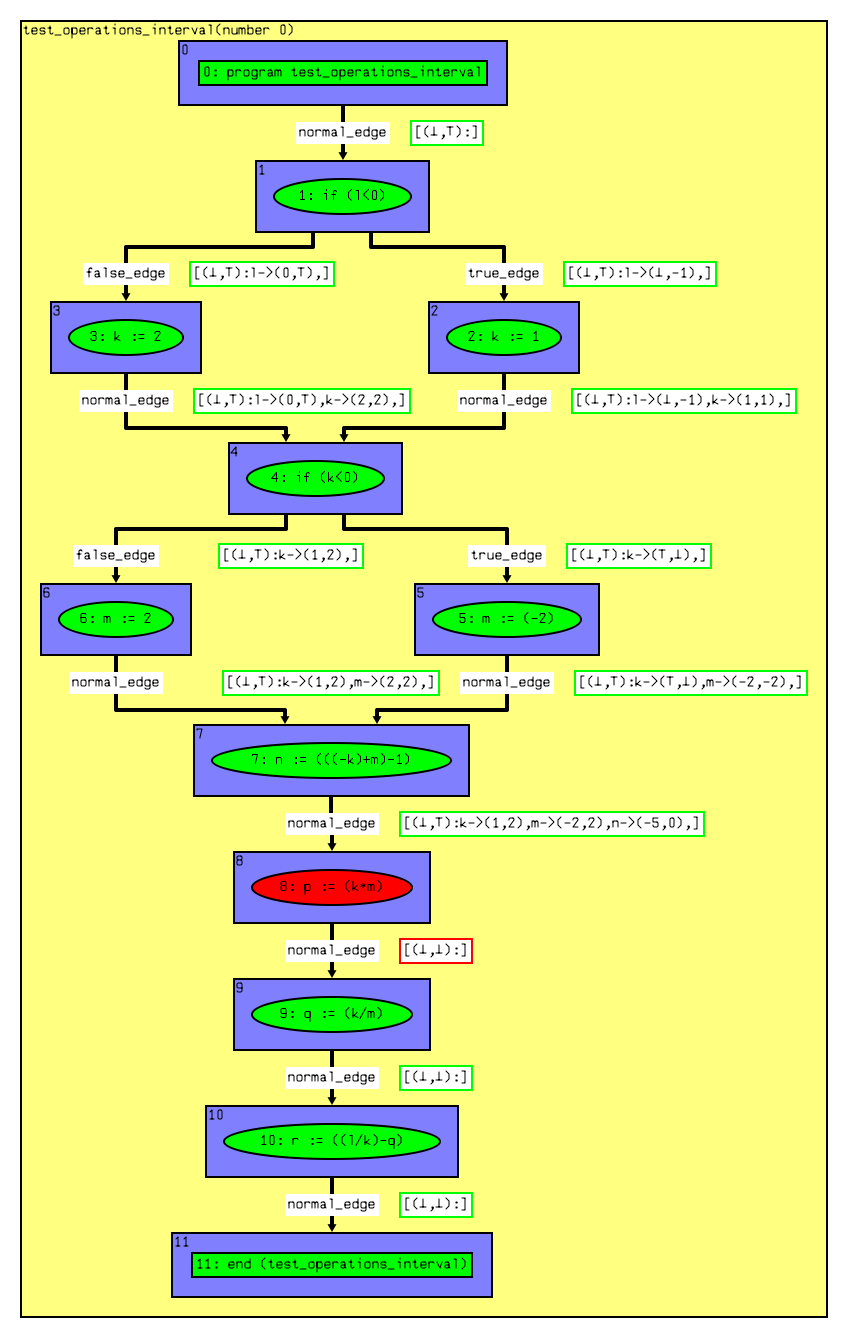 test_operations_interval(number 0)
0
0: program test_operations_interval
normal_edge [(⊥,T):]
1
1: if (l<0)
false_edge [(⊥,T):l->(0,T),] true_edge [(⊥,T):l->(⊥,-1),]
3 2
3: k := 2 2: k := 1
normal_edge [(⊥,T):l->(0,T),k->(2,2),] normal_edge [(⊥,T):l->(⊥,-1),k->(1,1),]
4
4: if (k<0)
false_edge [(⊥,T):k->(1,2),] true_edge [(⊥,T):k->(T,⊥),]
6 5
6: m := 2 5: m := (-2)
normal_edge [(⊥,T):k->(1,2),m->(2,2),] normal_edge [(⊥,T):k->(T,⊥),m->(-2,-2),]
7
7: n := (((-k)+m)-1)
normal_edge [(⊥,T):k->(1,2),m->(-2,2),n->(-5,0),]
8
8: p := (k*m)
normal_edge [(⊥,⊥):]
9
9: q := (k/m)
normal_edge [(⊥,⊥):]
10
10: r := ((l/k)-q)
normal_edge [(⊥,⊥):]
11
11: end (test_operations_interval)